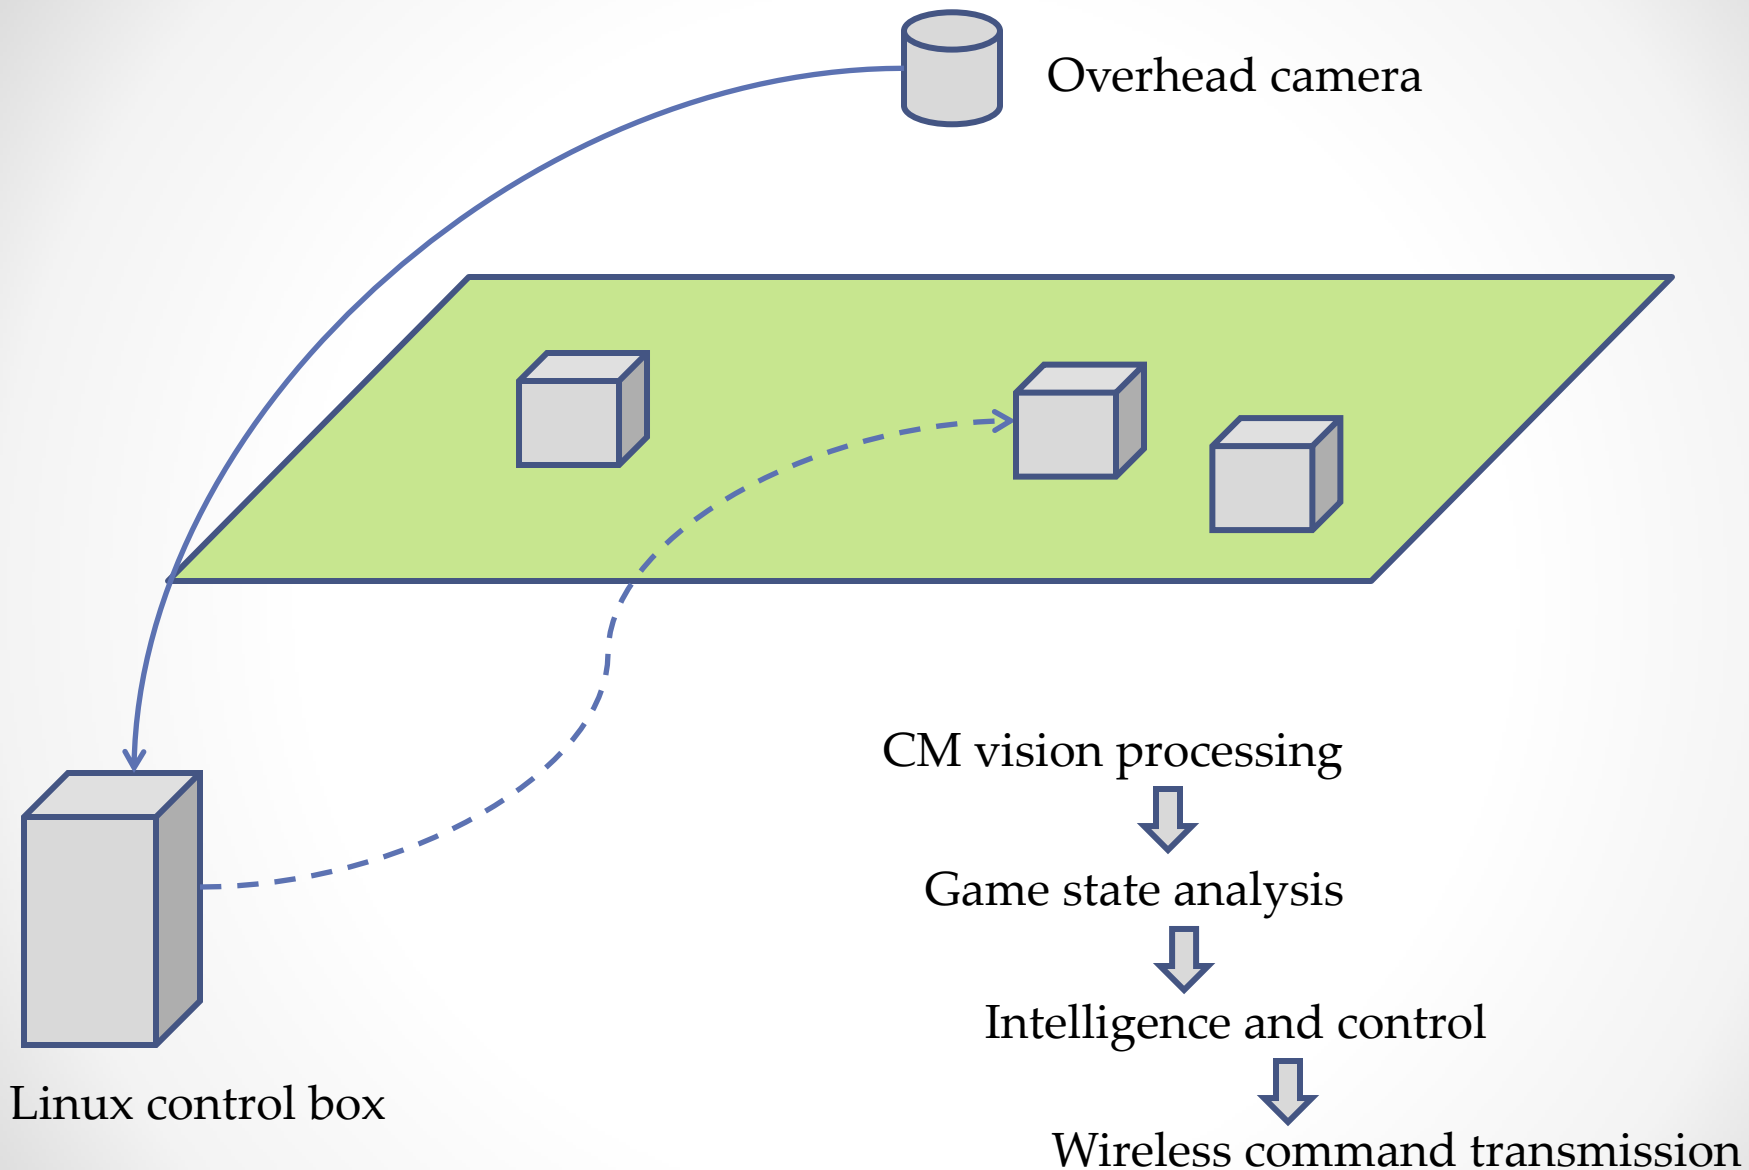 Overhead camera
CM vision processing
Game state analysis
Intelligence and control
Linux control box
Wireless command transmission